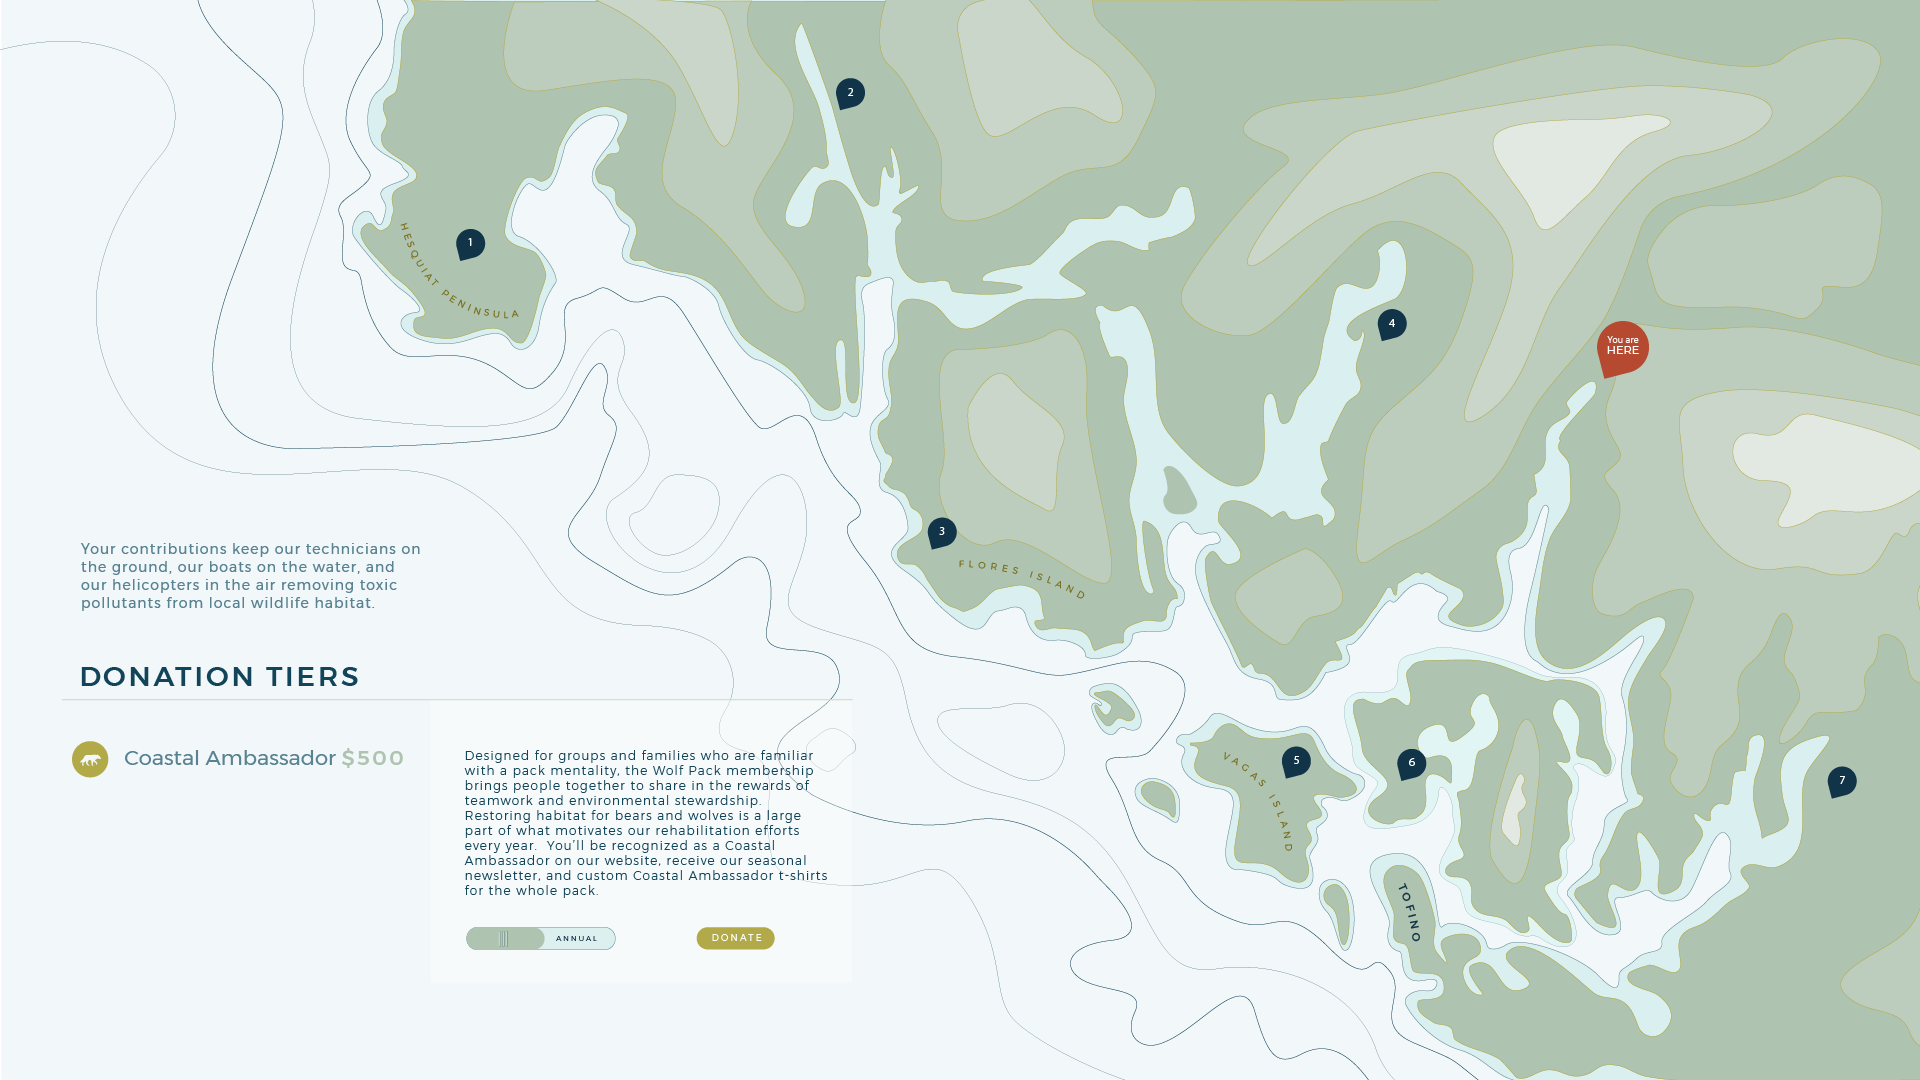 2
HESQUIAT PENINSULA
1
4
You are
HERE
3
FLORES ISLAND
Your contributions keep our technicians on
the ground, our boats on the water, and
our helicopters in the air removing toxic
pollutants from local wildlife habitat.
DONATION TIERS
Coastal Ambassador $500
Designed for groups and families who are familiar
with a pack mentality, the Wolf Pack membership
brings people together to share in the rewards of
teamwork and environmental stewardship.
Restoring habitat for bears and wolves is a large
part of what motivates our rehabilitation efforts
every year.  You'll be recognized as a Coastal
Ambassador on our website, receive our seasonal
newsletter, and custom Coastal Ambassador t-shirts
for the whole pack.
ANNUAL
DONATE
VAGAS ISLAND
5
6
7
TOFINO